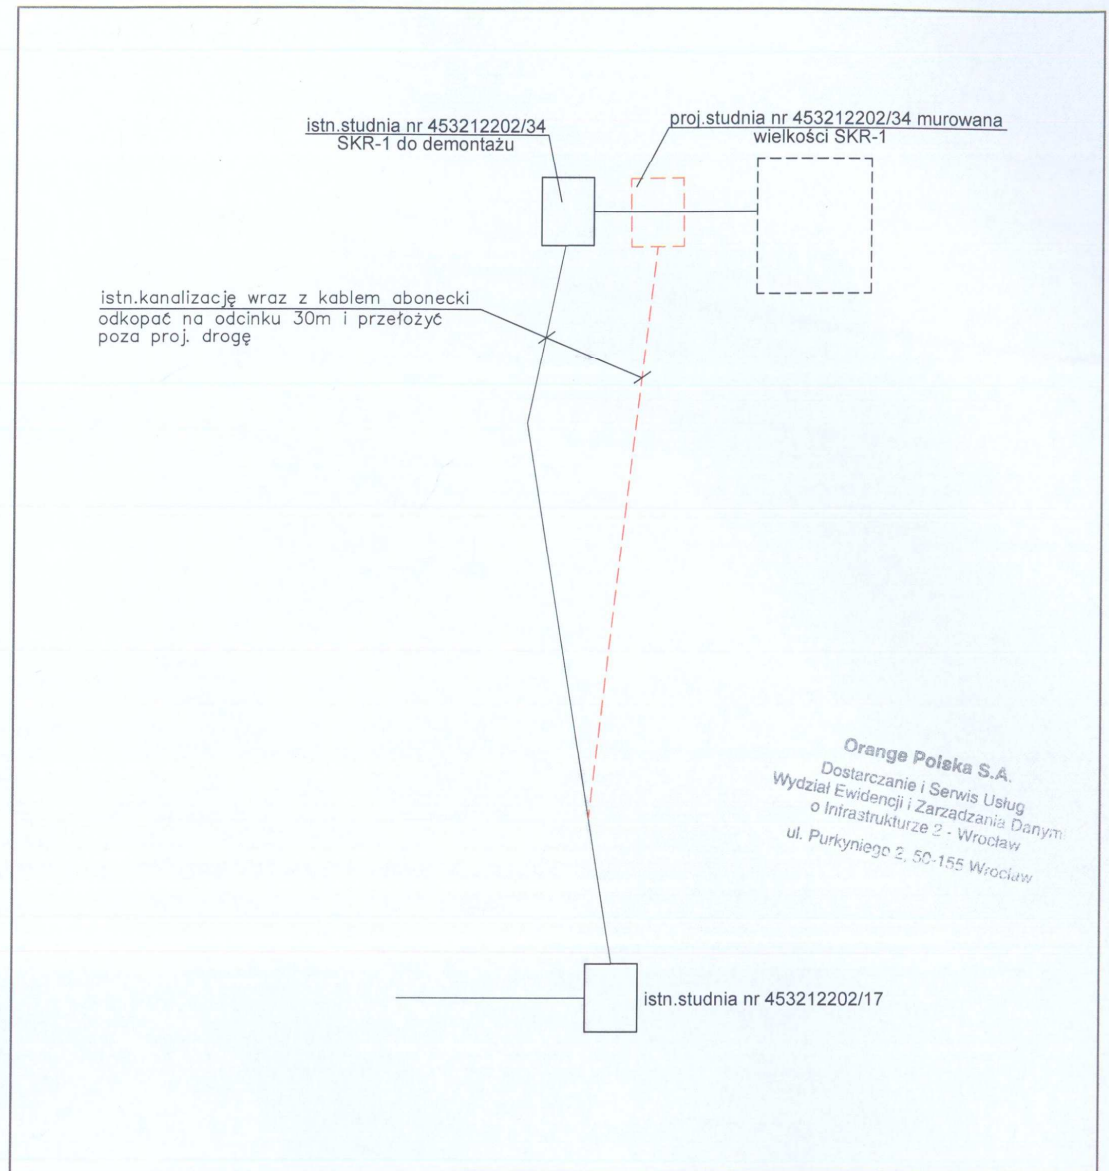 istn.studnia nr 453212202/34
SKR-1 do demontażu
proj.studnia nr 453212202/34 murowana
wielkości SKR-1
istn.kanalizację wraz z kablem abonecki
odkopać na odcinku 30m i przełożyć
poza proj. drogę
Orange Polska S.A.
Dostarczanie i Serwis Usług
Wydział Ewidencji i Zarządzania Danymi
o Infrastrukturze 2 - Wrocław
ul. Purkyniego 2, 50-155 Wrocław
istn.studnia nr 453212202/17